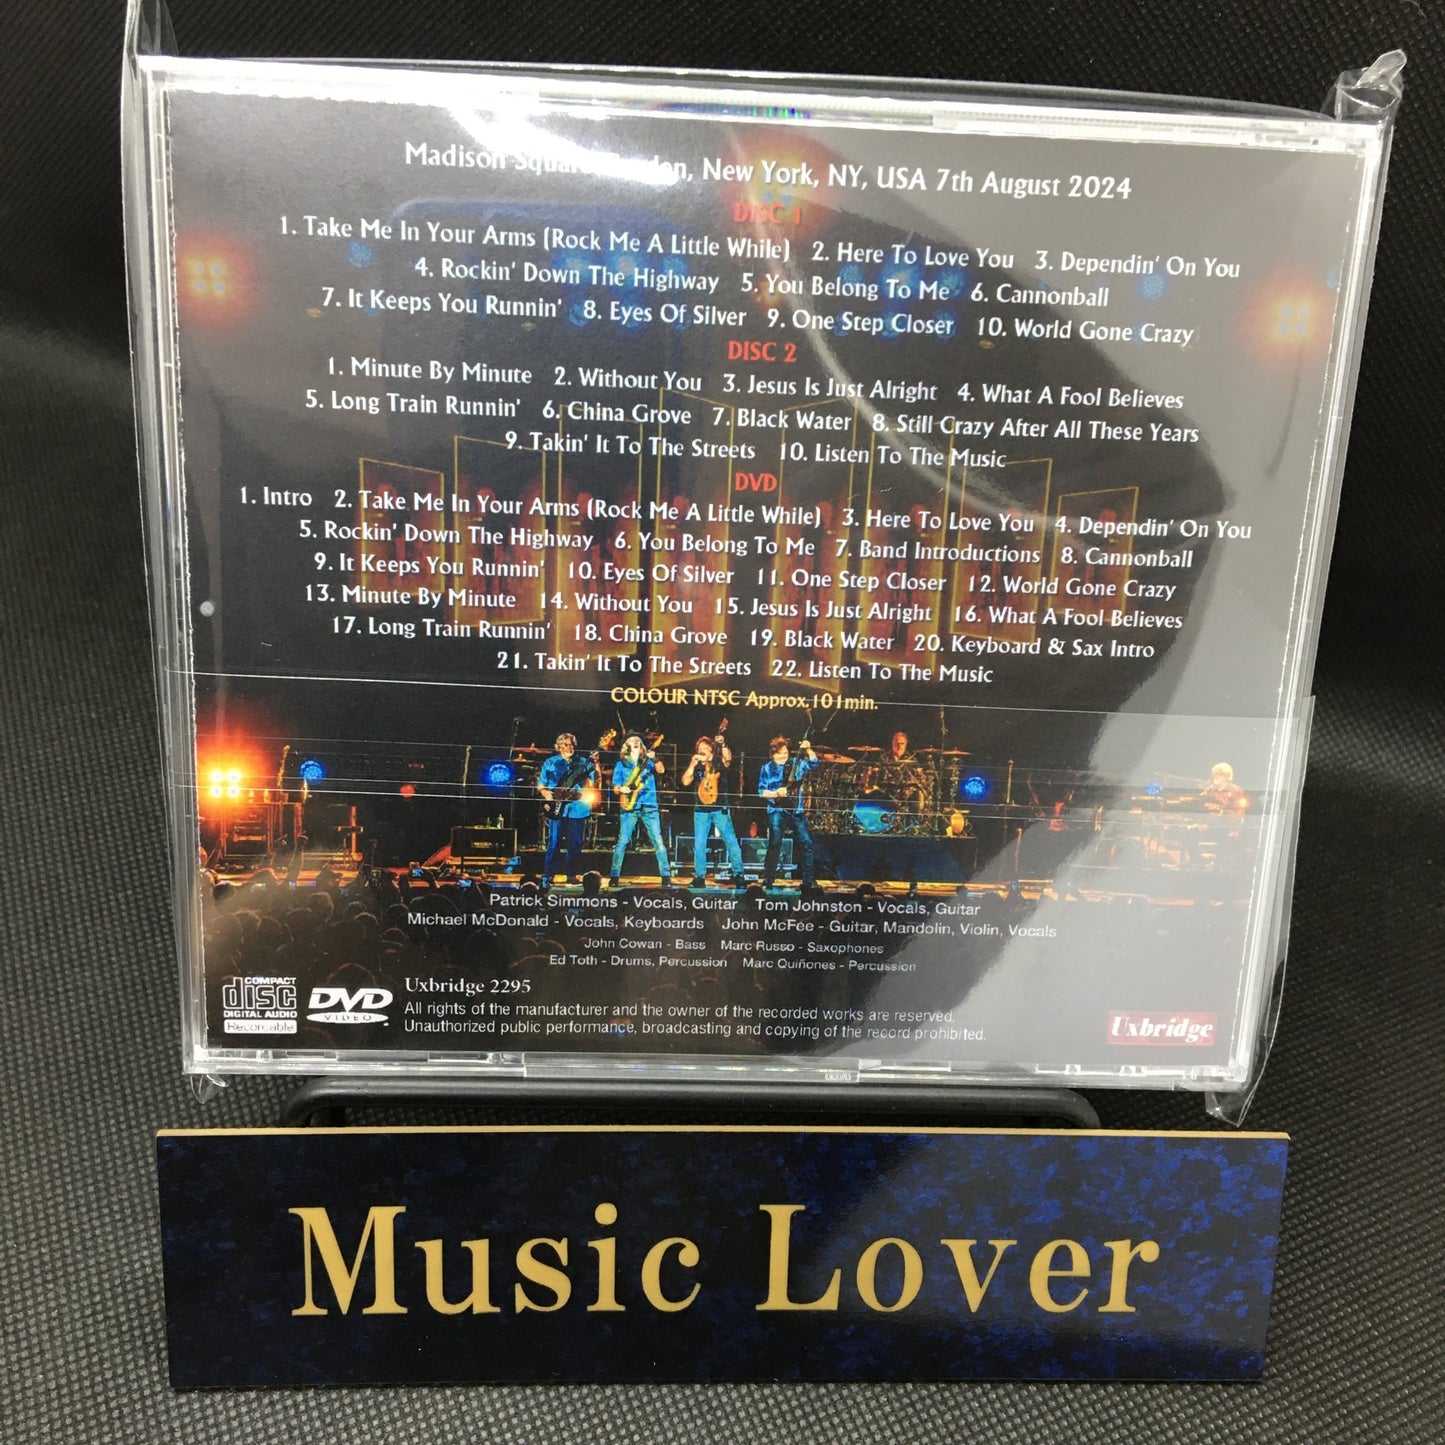 Madison Square Garden, New York, NY, USA 7th August 2024
DISC 1
1. Take Me In Your Arms (Rock Me A Little While) 2. Here To Love You 3. Dependin' On You
4. Rockin' Down The Highway 5. You Belong To Me 6. Cannonball
7. It Keeps You Runnin' 8. Eyes Of Silver 9. One Step Closer 10. World Gone Crazy
DISC 2
1. Minute By Minute 2. Without You 3. Jesus Is Just Alright 4. What A Fool Believes
5. Long Train Runnin' 6. China Grove 7. Black Water 8. Still Crazy After All These Years
9. Takin' It To The Streets 10. Listen To The Music
DVD
1. Intro 2. Take Me In Your Arms (Rock Me A Little While) 3. Here To Love You 4. Dependin' On You
5. Rockin' Down The Highway 6. You Belong To Me 7. Band Introductions 8. Cannonball
9. It Keeps You Runnin' 10. Eyes Of Silver 11. One Step Closer 12. World Gone Crazy
13. Minute By Minute 14. Without You 15. Jesus Is Just Alright 16. What A Fool Believes
17. Long Train Runnin' 18. China Grove 19. Black Water 20. Keyboard & Sax Intro
21. Takin' It To The Streets 22. Listen To The Music
COLOUR NTSC Approx.101min.
Patrick Simmons - Vocals, Guitar Tom Johnston - Vocals, Guitar
Michael McDonald - Vocals, Keyboards John McFee - Guitar, Mandolin, Violin, Vocals
John Cowan - Bass Marc Russo - Saxophones
Ed Toth - Drums, Percussion Marc Quiñones - Percussion
COMPACT
disc
DIGITAL AUDIO
Recordable
DVD
VIDEO
Uxbridge 2295
All rights of the manufacturer and the owner of the recorded works are reserved.
Unauthorized public performance, broadcasting and copying of the record prohibited.
Uxbridge
Music Lover